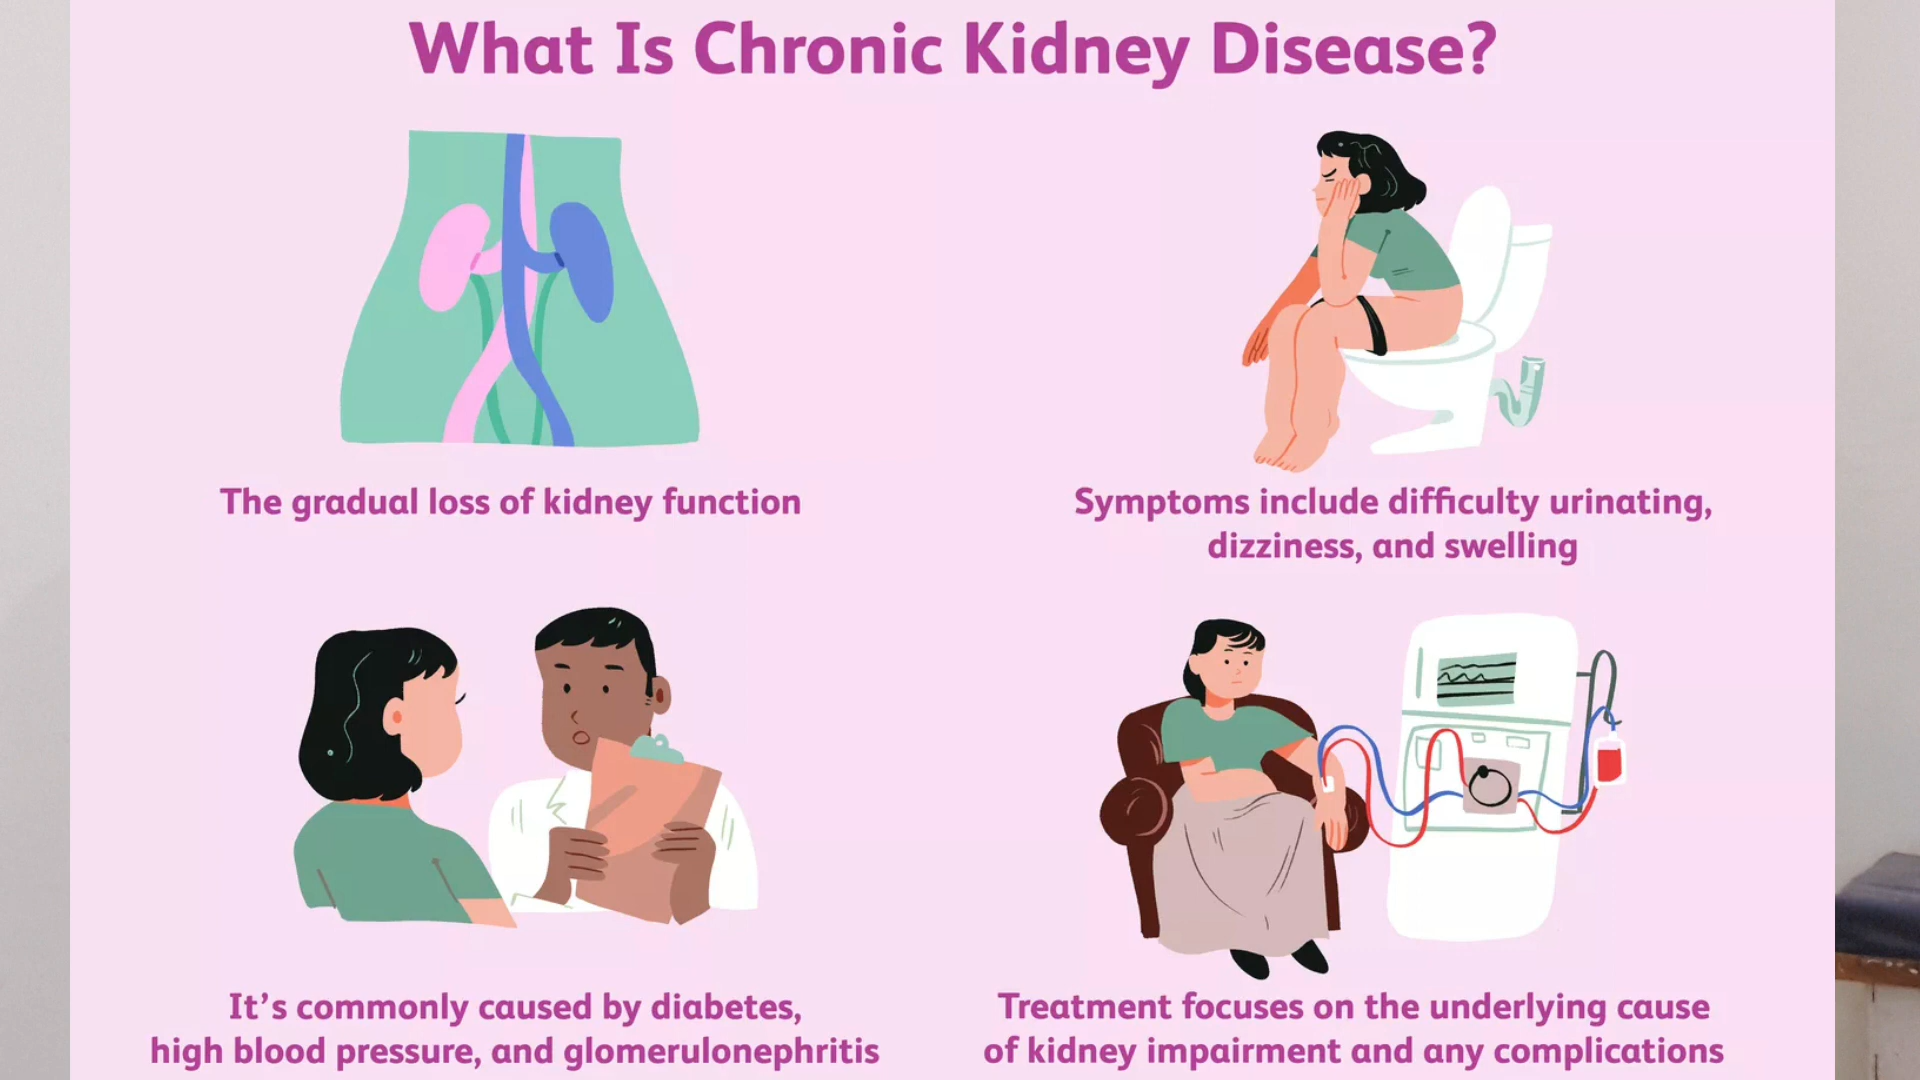 What Is Chronic Kidney Disease?
The gradual loss of kidney function
Symptoms include difficulty urinating,
dizziness, and swelling
It’s commonly caused by diabetes,
high blood pressure, and glomerulonephritis
Treatment focuses on the underlying cause
of kidney impairment and any complications